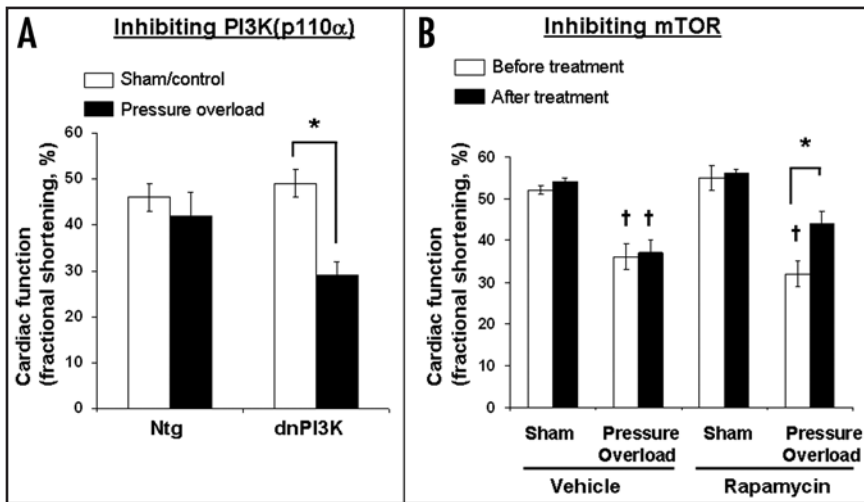 A
Inhibiting PI3K(p110α)
Sham/control
Pressure overload
Cardiac function
(fractional shortening, %)
60
50
40
30
20
10
0
*
Ntg
dnPI3K
B
Inhibiting mTOR
Before treatment
After treatment
Cardiac function
(fractional shortening, %)
60
50
40
30
20
10
0
† †
†
*
Sham
Pressure
Overload
Sham
Pressure
Overload
Vehicle
Rapamycin